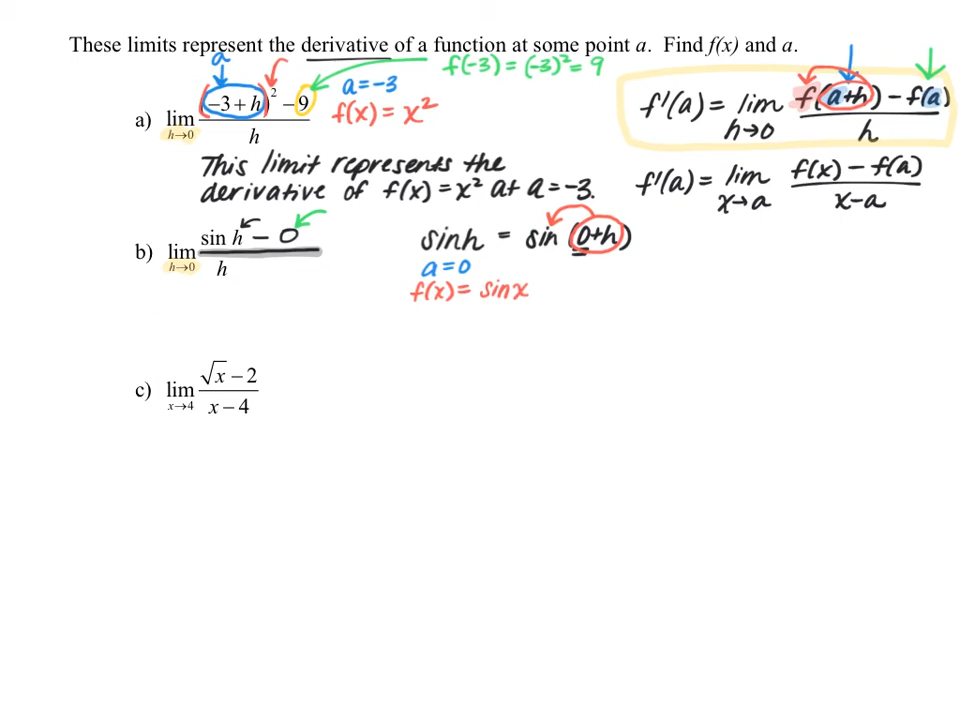 These limits represent the derivative of a function at some point a. Find f(x) and a.
a
f(-3) = (-3)² = 9
a) lim h→0 (-3 + h)² - 9 / h
a = -3
f(x) = x²
f'(a) = lim h→0 f(a+h) - f(a) / h
This limit represents the
derivative of f(x) = x² at a = -3.
f'(a) = lim x→a f(x) - f(a) / x-a
b) lim h→0 sin h - 0 / h
sinh = sin (0+h)
a = 0
f(x) = sinx
c) lim x→4 √x - 2 / x - 4